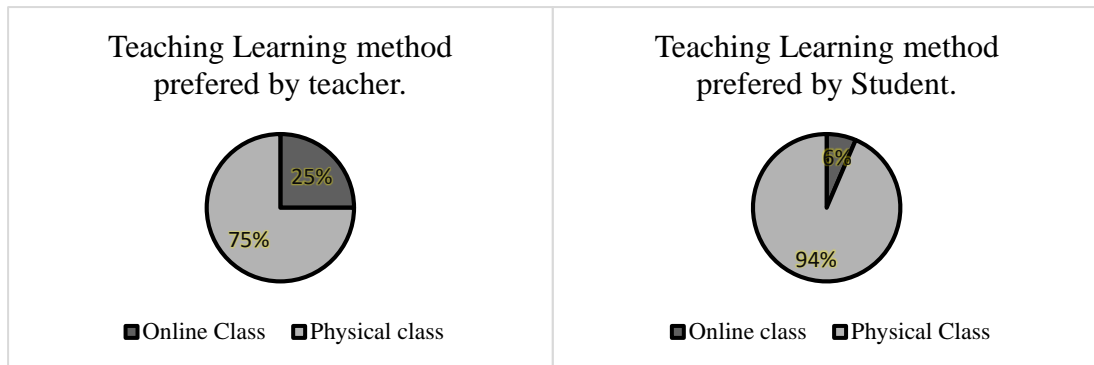 Teaching Learning method
prefered by teacher.
25%
75%
Online Class Physical class
Teaching Learning method
prefered by Student.
6%
94%
Online class Physical Class